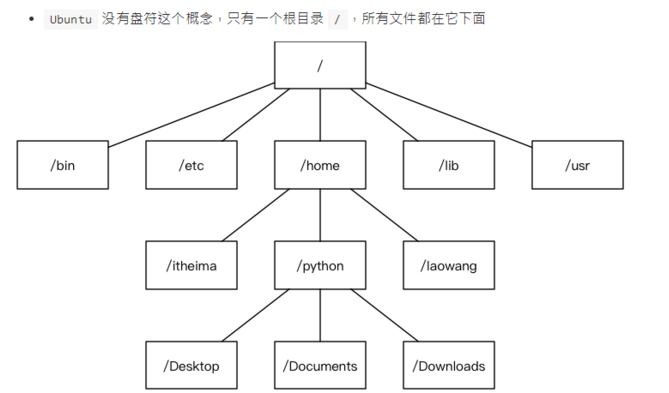 Ubuntu 没有盘符这个概念，只有一个根目录 /，所有文件都在它下面
/
/bin
/etc
/home
/lib
/usr
/itheima
/python
/laowang
/Desktop
/Documents
/Downloads